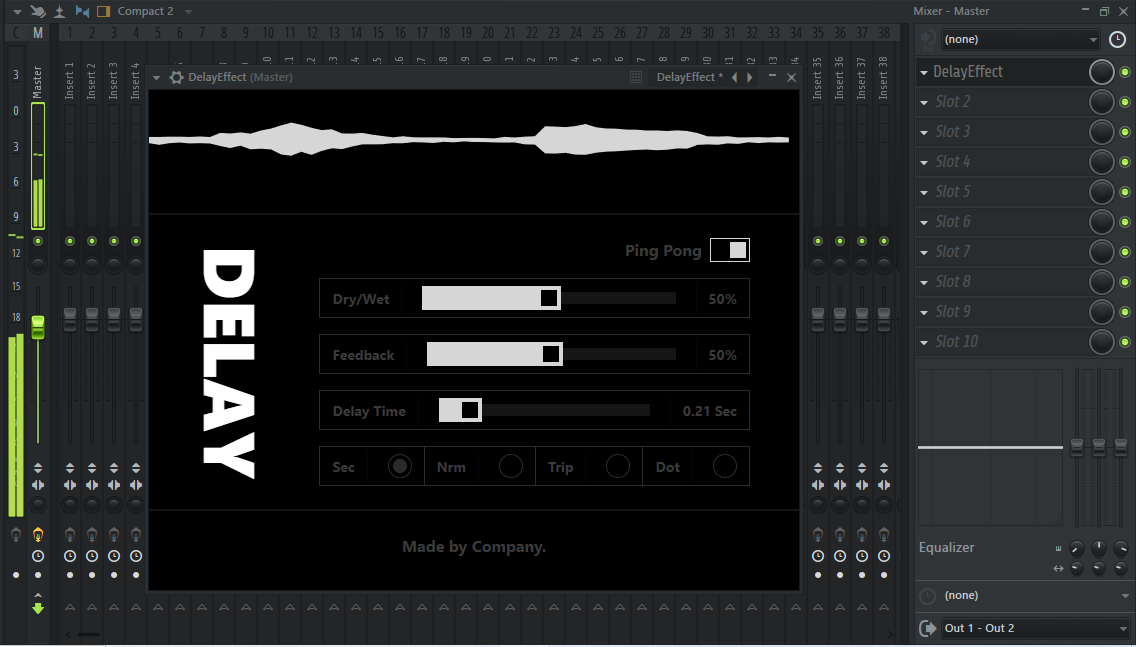 Compact 2
Mixer - Master
C M 1 2 3 4 5 6 7 8 9 10 11 12 13 14 15 16 17 18 19 20 21 22 23 24 25 26 27 28 29 30 31 32 33 34 35 36 37 38
(none)
Master
Insert 1
Insert 2
Insert 3
Insert 4
Insert 35
Insert 36
Insert 37
Insert 38
3
0
3
6
9
12
15
18
DelayEffect (Master)
DelayEffect *
DELAY
Ping Pong
Dry/Wet 50%
Feedback 50%
Delay Time 0.21 Sec
Sec Nrm Trip Dot
Made by Company.
DelayEffect
Slot 2
Slot 3
Slot 4
Slot 5
Slot 6
Slot 7
Slot 8
Slot 9
Slot 10
Equalizer
(none)
Out 1 - Out 2